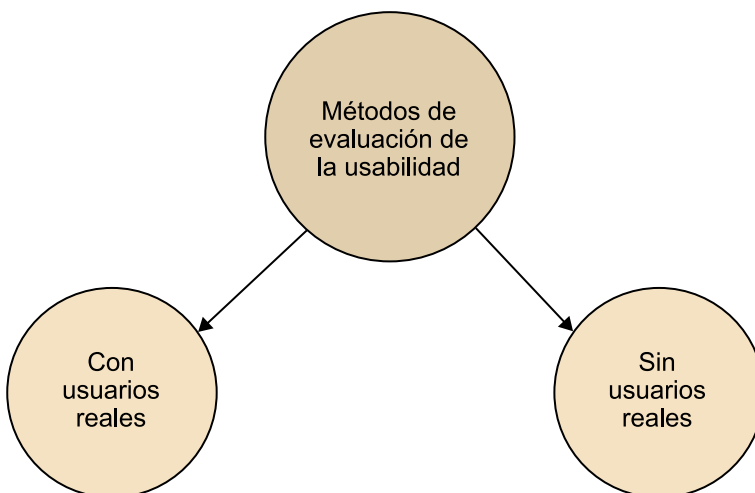 Métodos de
evaluación de
la usabilidad
Con
usuarios
reales
Sin
usuarios
reales